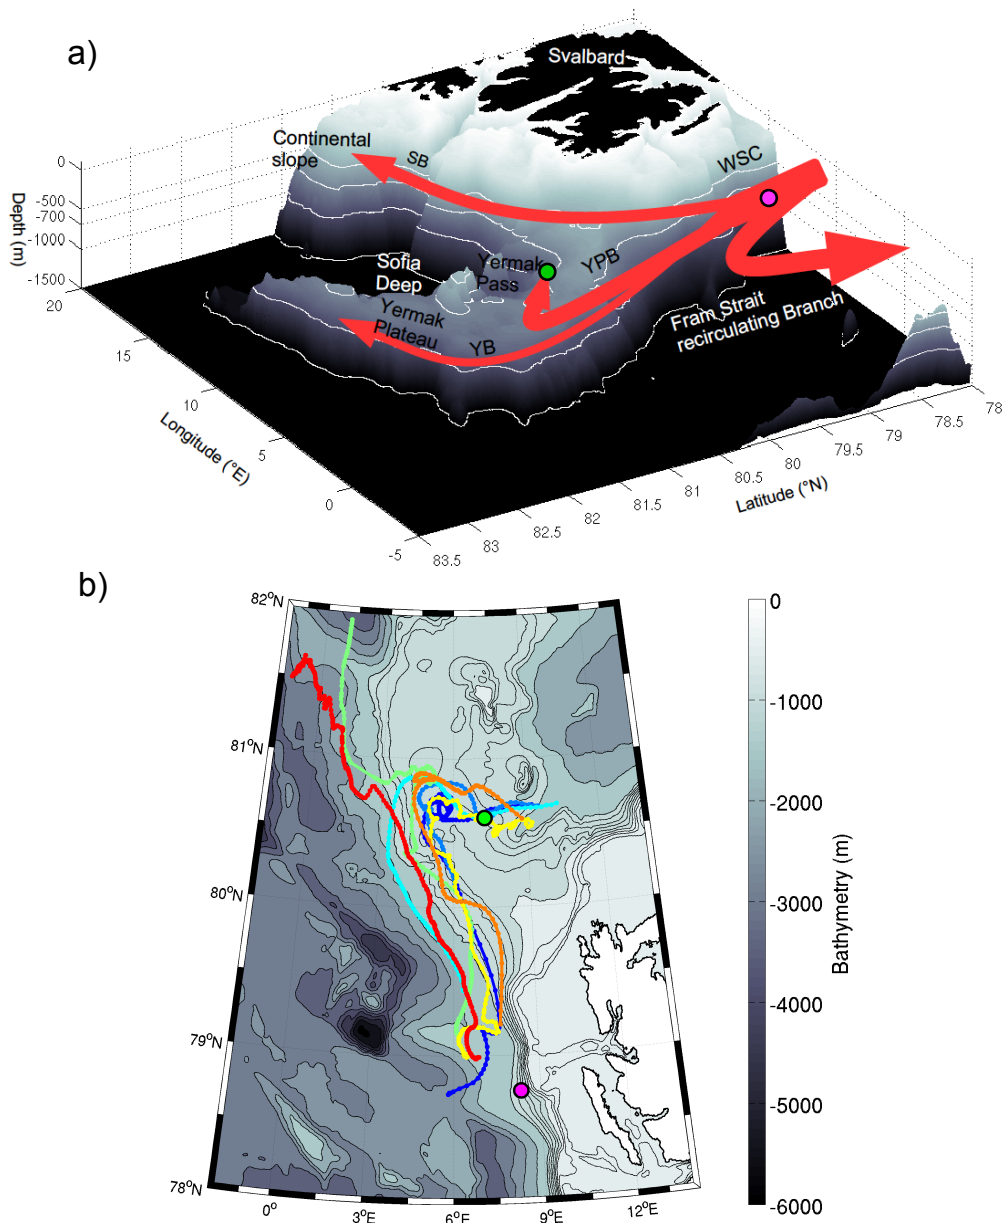 a)
Svalbard
Continental
slope
SB
WSC
0
-500
-700
-1000
-1500
Depth (m)
Sofia
Deep
Yermak
Pass
YPB
Yermak
Plateau
YB
Fram Strait
recirculating Branch
20
15
10
5
0
-5
Longitude (°E)
83.5
83
82.5
82
81.5
81
80.5
80
79.5
79
78.5
78
Latitude (°N)
b)
82°N
81°N
80°N
79°N
78°N
0°
3°E
6°E
9°E
12°E
0
-1000
-2000
-3000
-4000
-5000
-6000
Bathymetry (m)